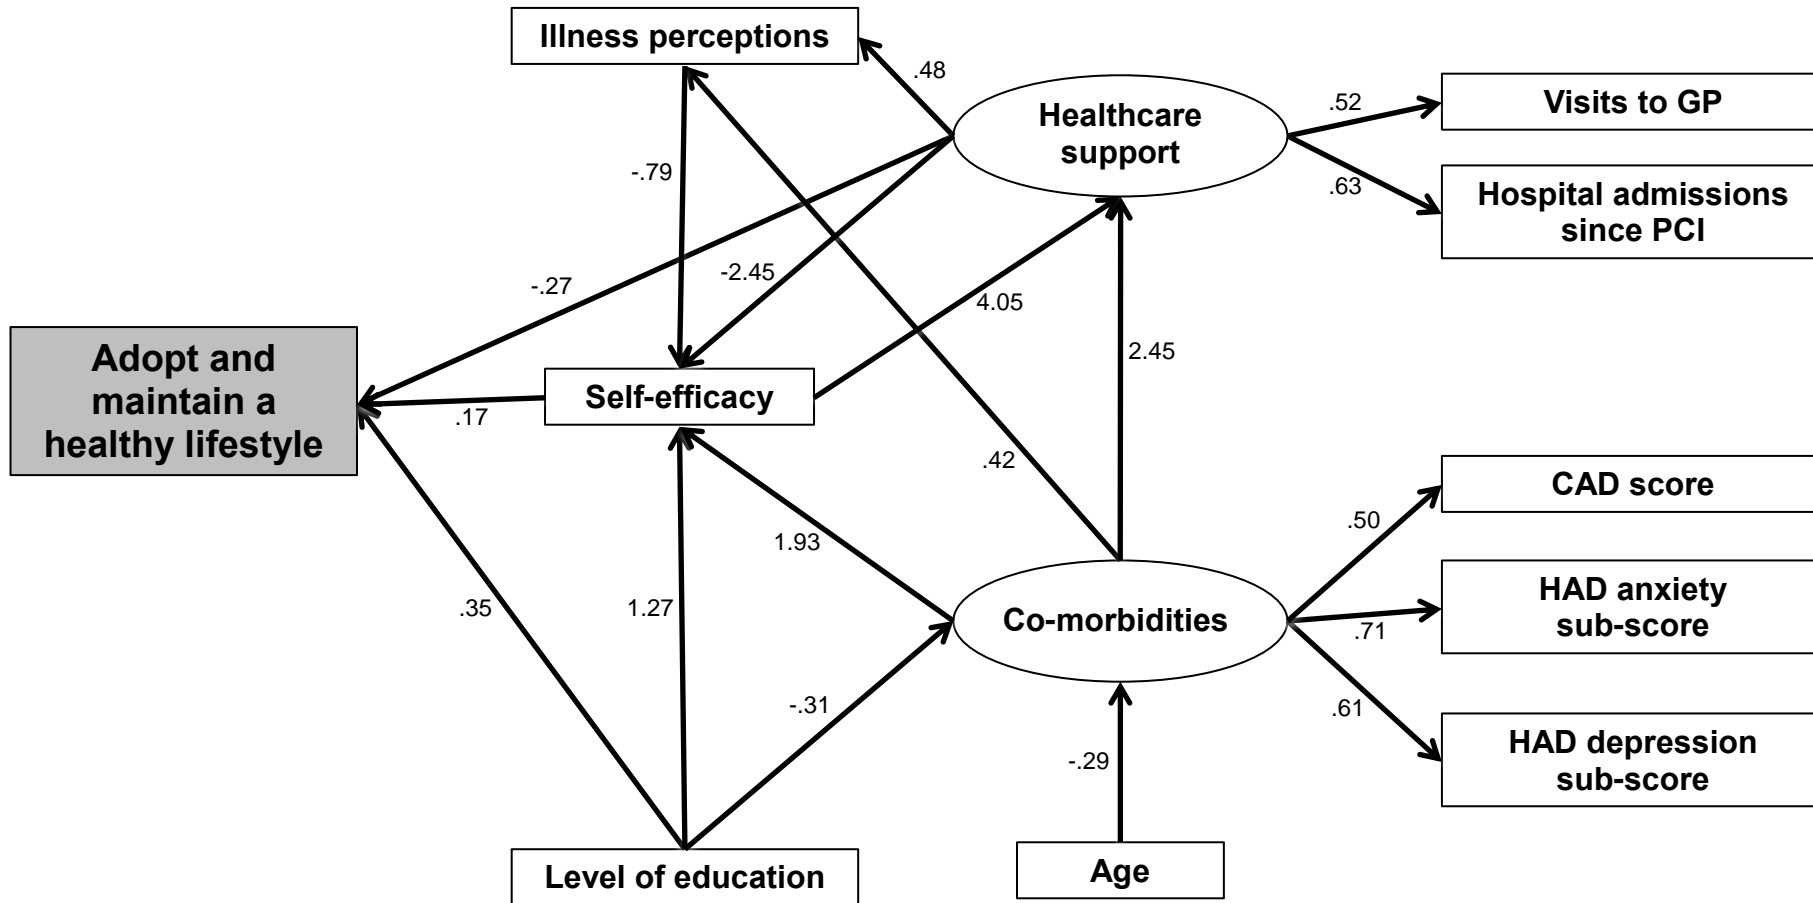 Illness perceptions
.48
Healthcare
support
.52
Visits to GP
.63
Hospital admissions
since PCI
-.79
-.27
-2.45
4.05
2.45
Adopt and
maintain a
healthy lifestyle
.17
Self-efficacy
.42
1.93
.35
1.27
-.31
Co-morbidities
.50
CAD score
.71
HAD anxiety
sub-score
.61
HAD depression
sub-score
-.29
Level of education
Age